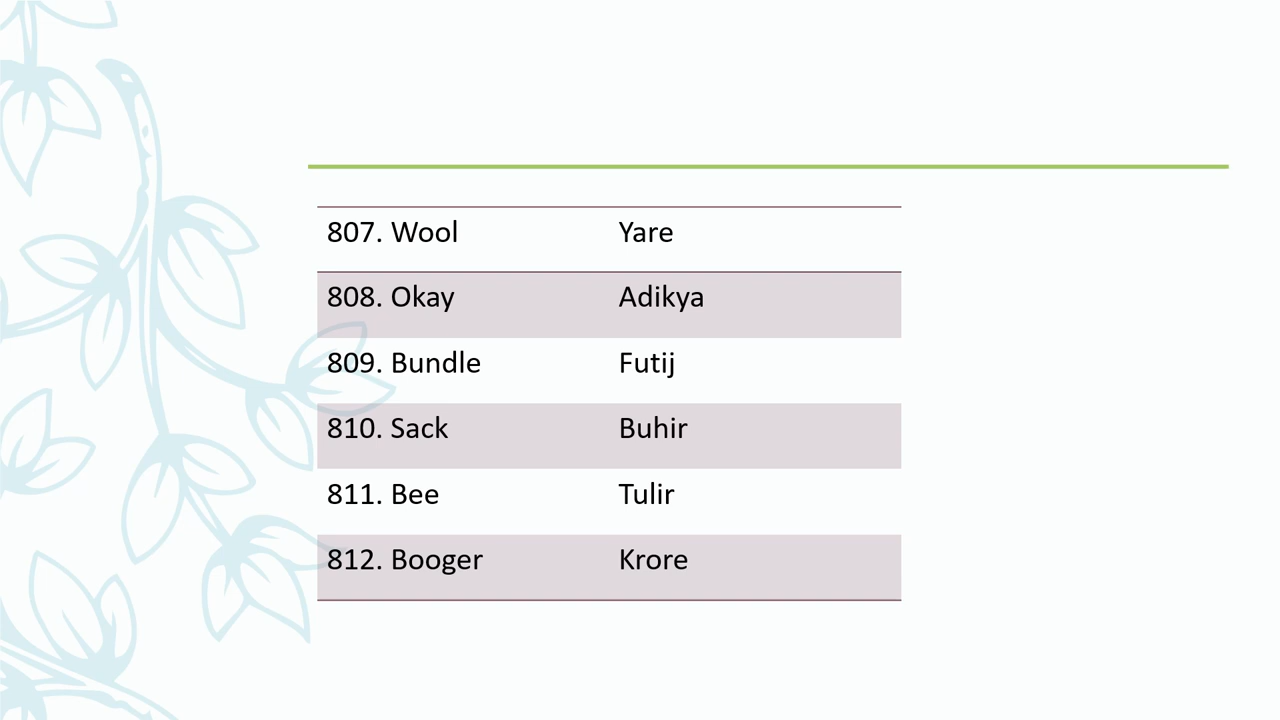 807. Wool Yare
808. Okay Adikya
809. Bundle Futij
810. Sack Buhir
811. Bee Tulir
812. Booger Krore